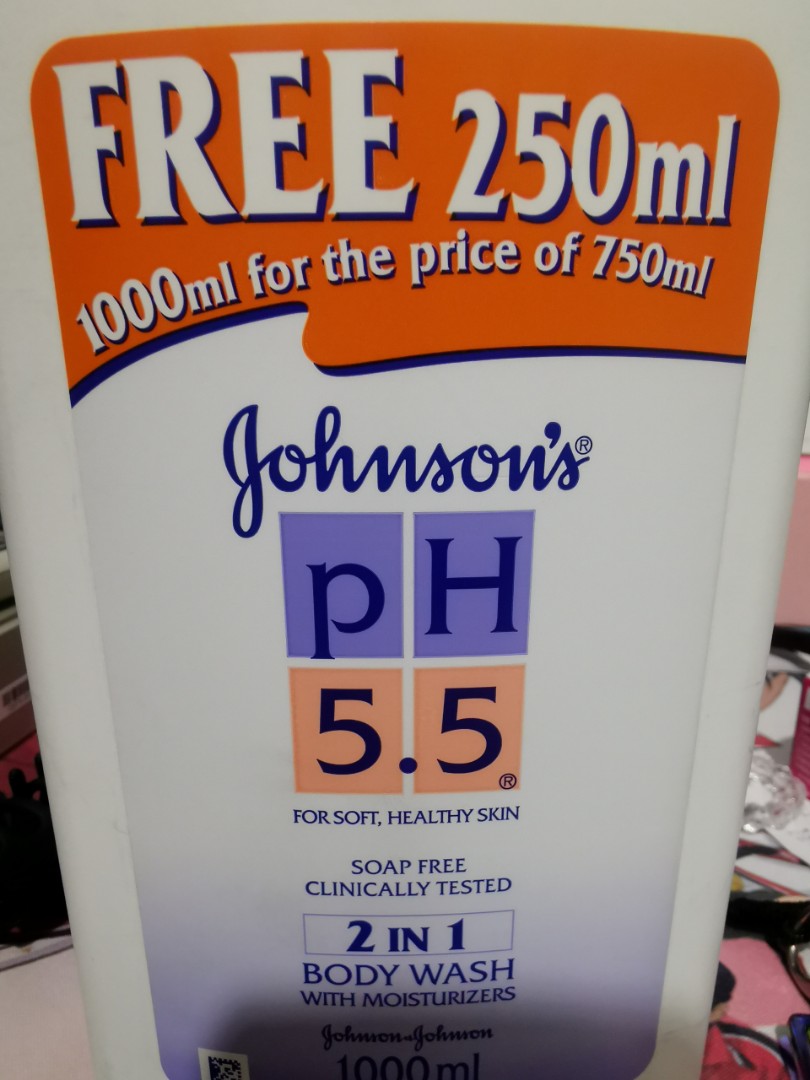 FREE 250ml
1000ml for the price of 750ml
Johnson's®
pH
5.5®
FOR SOFT, HEALTHY SKIN
SOAP FREE
CLINICALLY TESTED
2 IN 1
BODY WASH
WITH MOISTURIZERS
Johnson & Johnson
1000ml